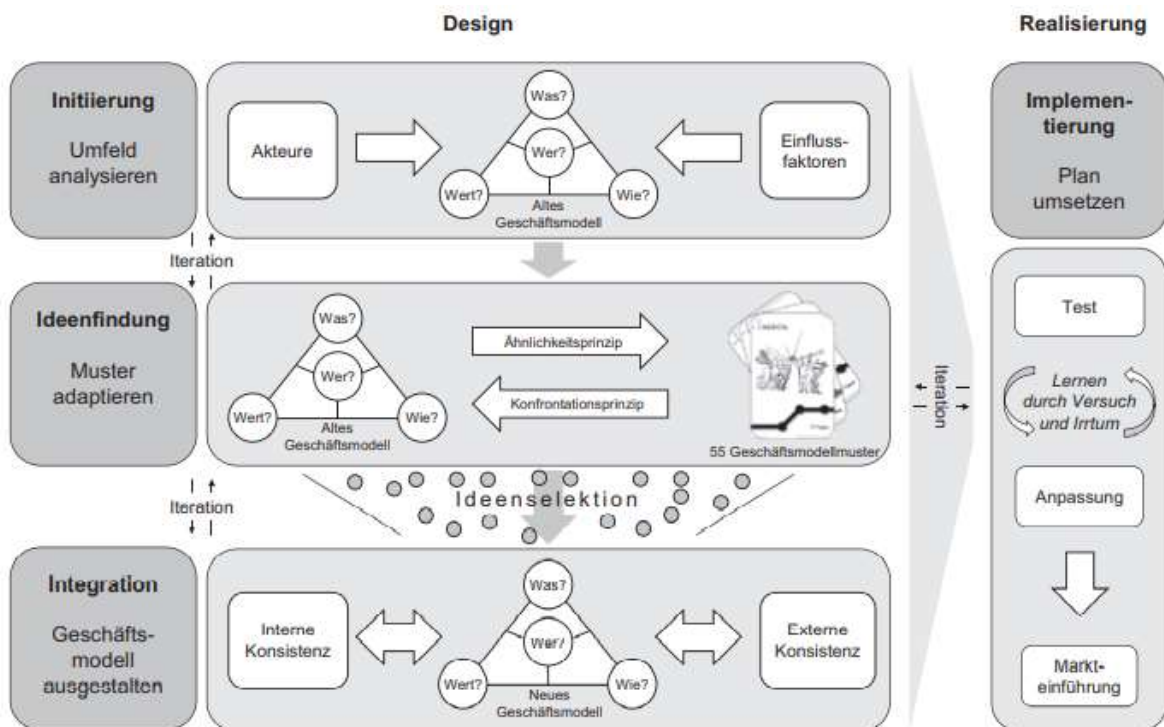 Design
Realisierung
Initiierung
Umfeld
analysieren
Akteure
Was?
Wer?
Wert?
Wie?
Altes
Geschäftsmodell
Einfluss-
faktoren
Implemen-
tierung
Plan
umsetzen
Iteration
Ideenfindung
Muster
adaptieren
Was?
Wer?
Wert?
Wie?
Altes
Geschäftsmodell
Ähnlichkeitsprinzip
Konfrontationsprinzip
55 Geschäftsmodellmuster
Iteration
Test
Lernen
durch Versuch
und Irrtum
Iteration
Ideenselektion
Anpassung
Integration
Geschäfts-
modell
ausgestalten
Interne
Konsistenz
Was?
Wer?
Wert?
Wie?
Neues
Geschäftsmodell
Externe
Konsistenz
Markt-
einführung